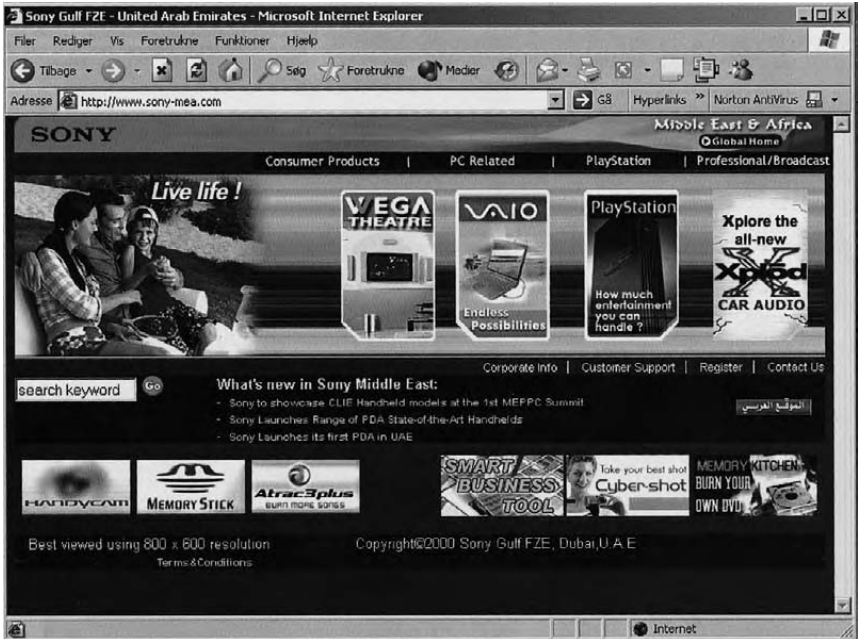 Sony Gulf FZE - United Arab Emirates - Microsoft Internet Explorer
Filer Rediger Vis Foretrukne Funktioner Hjælp
Tilbage Søg Foretrukne Medier
Adresse http://www.sony-mea.com Gå Hyperlinks » Norton AntiVirus
SONY
Middle East & Africa
Global Home
Consumer Products | PC Related | PlayStation | Professional/Broadcast
Live life !
WEGA
THEATRE
VAIO
Endless
Possibilities
PlayStation
How much
entertainment
you can
handle ?
Xplore the
all-new
Xplod
CAR AUDIO
Corporate Info | Customer Support | Register | Contact Us
search keyword Go
What's new in Sony Middle East:
- Sony to showcase CLIE Handheld models at the 1st MEPPC Summit
- Sony Launches Range of PDA State-of-the-Art Handhelds
- Sony Launches its first PDA in UAE
الموقع العربي
HANDYCAM
MEMORY STICK
Atrac3plus
BURN MORE SONGS
SMART
BUSINESS
TOOL
Take your best shot
Cyber-shot
MEMORY KITCHEN
BURN YOUR
OWN DVD
Best viewed using 800 x 600 resolution
Terms&Conditions
Copyright©2000 Sony Gulf FZE, Dubai,U.A.E
Internet